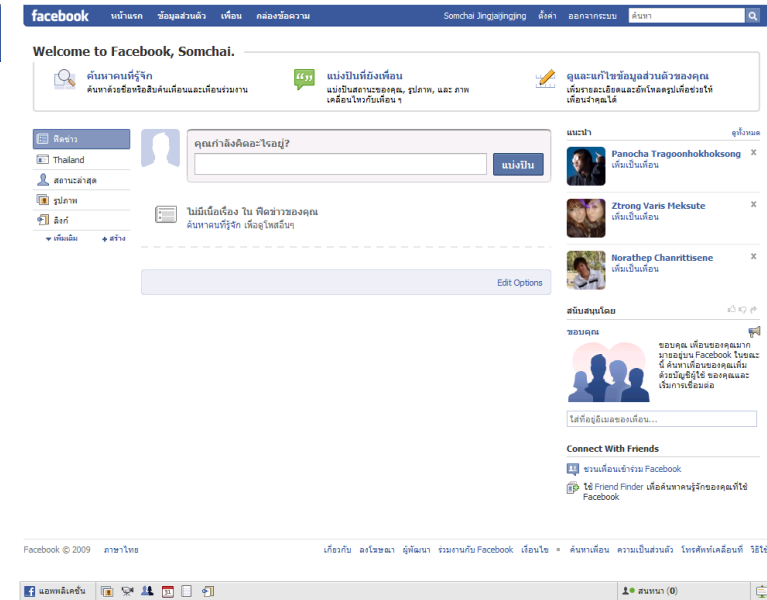 facebook หน้าแรก ข้อมูลส่วนตัว เพื่อน กล่องข้อความ Somchai Jingjaijingjing ตั้งค่า ออกจากระบบ ค้นหา
Welcome to Facebook, Somchai.
ค้นหาคนที่รู้จัก
ค้นหาด้วยชื่อหรือสืบค้นเพื่อนและเพื่อนร่วมงาน
แบ่งปันที่ยังเพื่อน
แบ่งปันสถานะของคุณ, รูปภาพ, และ ภาพ
เคลื่อนไหวกับเพื่อน ๆ
ดูและแก้ไขข้อมูลส่วนตัวของคุณ
เพิ่มรายละเอียดและอัพโหลดรูปเพื่อช่วยให้
เพื่อนจำคุณได้
ฟีดข่าว
Thailand
สถานะล่าสุด
รูปภาพ
ลิงก์
เพิ่มเติม + สร้าง
คุณกำลังคิดอะไรอยู่?
แบ่งปัน
ไม่มีเนื้อเรื่อง ใน ฟีดข่าวของคุณ
ค้นหาคนที่รู้จัก เพื่อดูโพสอื่นๆ
Edit Options
แนะนำ ดูทั้งหมด
Panocha Tragoonhokhoksong x
เพิ่มเป็นเพื่อน
Ztrong Varis Meksute x
เพิ่มเป็นเพื่อน
Norathep Chanrittisene x
เพิ่มเป็นเพื่อน
สนับสนุนโดย
ขอบคุณ
ขอบคุณ เพื่อนของคุณมาก
มายอยู่บน Facebook ในขณะ
นี้ ค้นหาเพื่อนของคุณเพิ่ม
ด้วยบัญชีผู้ใช้ ของคุณและ
เริ่มการเชื่อมต่อ
ใส่ที่อยู่อีเมลของเพื่อน...
Connect With Friends
ชวนเพื่อนเข้าร่วม Facebook
ใช้ Friend Finder เพื่อค้นหาคนรู้จักของคุณที่ใช้
Facebook
Facebook © 2009 ภาษาไทย เกี่ยวกับ ลงโฆษณา ผู้พัฒนา ร่วมงานกับ Facebook เงื่อนไข ค้นหาเพื่อน ความเป็นส่วนตัว โทรศัพท์เคลื่อนที่ วิธีใช้
แอพพลิเคชั่น 31 สนทนา (0)